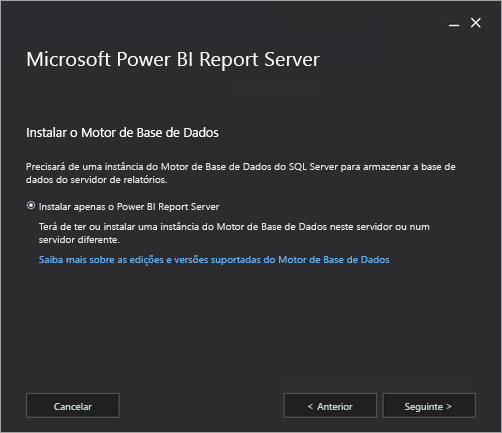 Microsoft Power BI Report Server
Instalar o Motor de Base de Dados
Precisará de uma instância do Motor de Base de Dados do SQL Server para armazenar a base de
dados do servidor de relatórios.
Instalar apenas o Power BI Report Server
Terá de ter ou instalar uma instância do Motor de Base de Dados neste servidor ou num
servidor diferente.
Saiba mais sobre as edições e versões suportadas do Motor de Base de Dados
Cancelar
< Anterior
Seguinte >